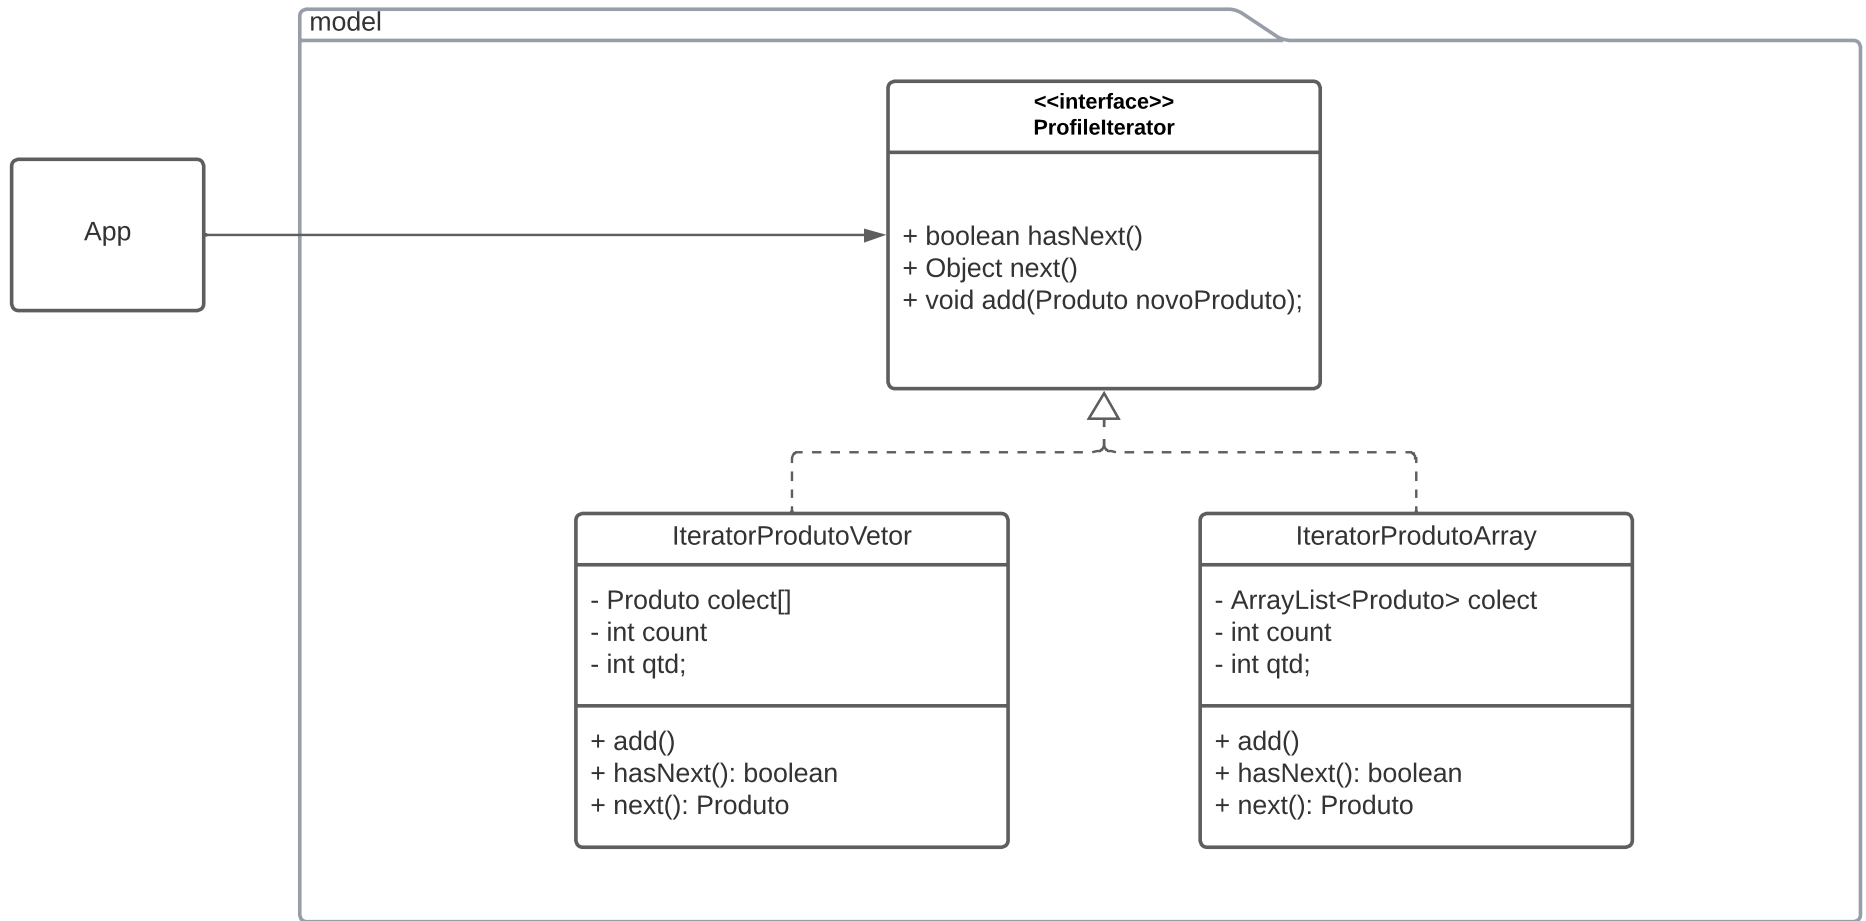 model
App
<<interface>>
ProfileIterator
+ boolean hasNext()
+ Object next()
+ void add(Produto novoProduto);
IteratorProdutoVetor
- Produto colect[]
- int count
- int qtd;
+ add()
+ hasNext(): boolean
+ next(): Produto
IteratorProdutoArray
- ArrayList<Produto> colect
- int count
- int qtd;
+ add()
+ hasNext(): boolean
+ next(): Produto